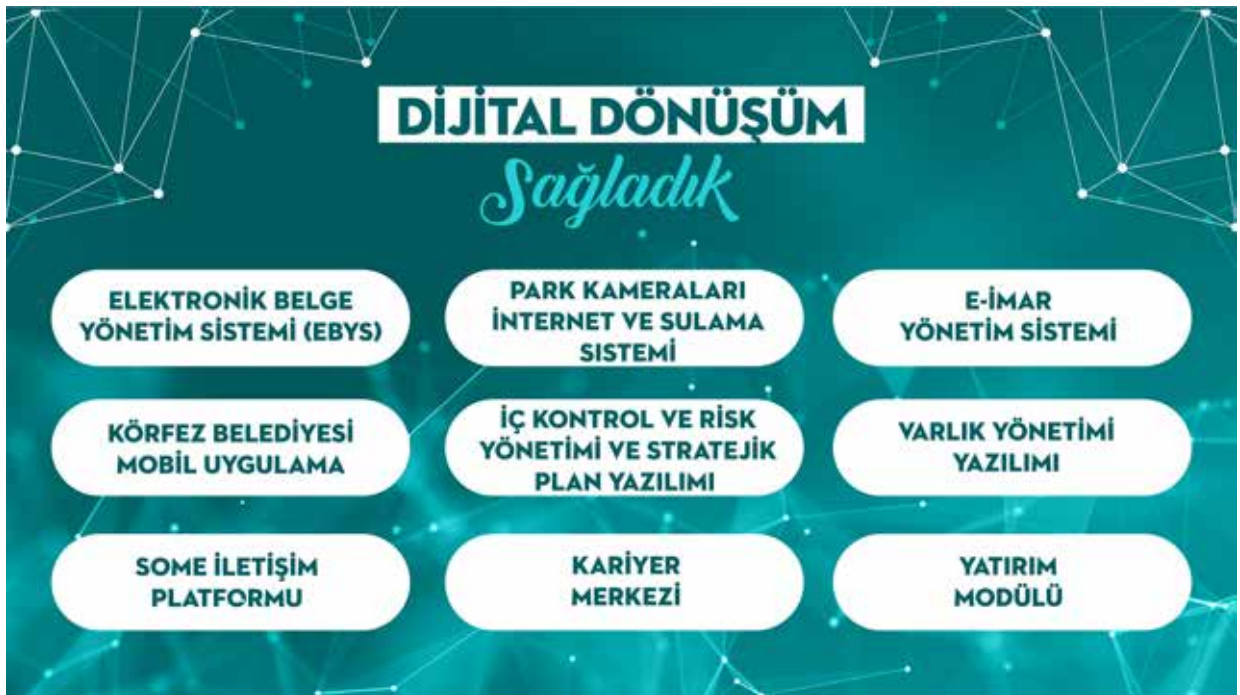 DİJİTAL DÖNÜŞÜM
Sağladık
ELEKTRONİK BELGE
YÖNETİM SİSTEMİ (EBYS)
PARK KAMERALARI
İNTERNET VE SULAMA
SISTEMİ
E-İMAR
YÖNETİM SİSTEMİ
KÖRFEZ BELEDİYESİ
MOBİL UYGULAMA
İÇ KONTROL VE RİSK
YÖNETİMİ VE STRATEJİK
PLAN YAZILIMI
VARLIK YÖNETİMİ
YAZILIMI
SOME İLETİŞİM
PLATFORMU
KARİYER
MERKEZİ
YATIRIM
MODÜLÜ